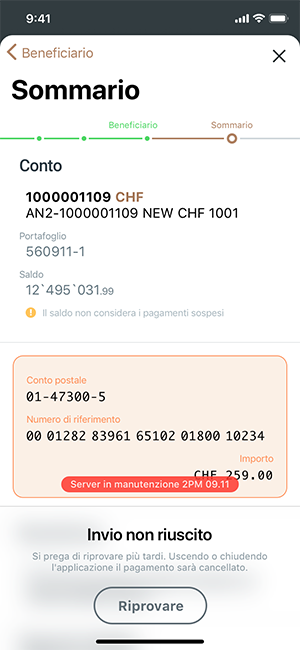 9:41
Beneficiario
Sommario
Beneficiario Sommario
Conto
1000001109 CHF
AN2-1000001109 NEW CHF 1001
Portafoglio
560911-1
Saldo
12`495`031.99
Il saldo non considera i pagamenti sospesi
Conto postale
01-47300-5
Numero di riferimento
00 01282 83961 65102 01800 10234
Importo
CHF 259.00
Server in manutenzione 2PM 09.11
Invio non riuscito
Si prega di riprovare più tardi. Uscendo o chiudendo
l'applicazione il pagamento sarà cancellato.
Riprovare